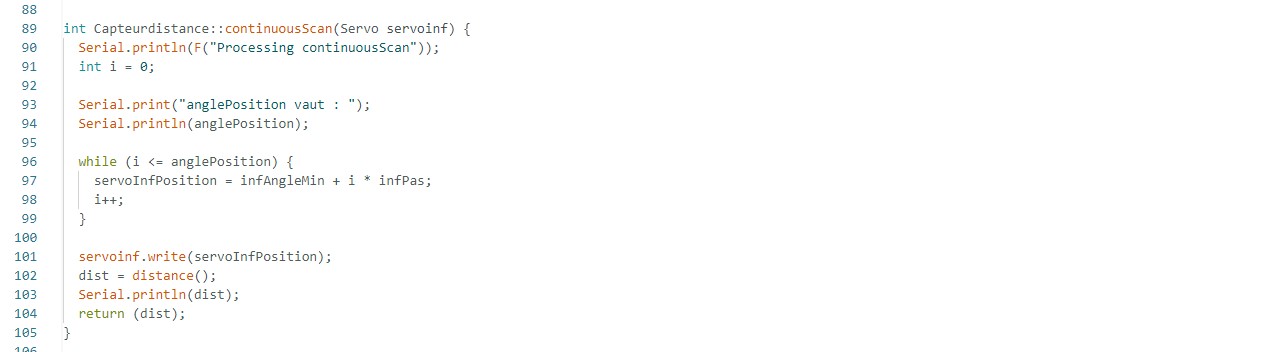 88
89 int Capteurdistance::continuousScan(Servo servoinf) {
90 Serial.println(F("Processing continuousScan"));
91 int i = 0;
92
93 Serial.print("anglePosition vaut : ");
94 Serial.println(anglePosition);
95
96 while (i <= anglePosition) {
97 servoInfPosition = infAngleMin + i * infPas;
98 i++;
99 }
100
101 servoinf.write(servoInfPosition);
102 dist = distance();
103 Serial.println(dist);
104 return (dist);
105 }
106